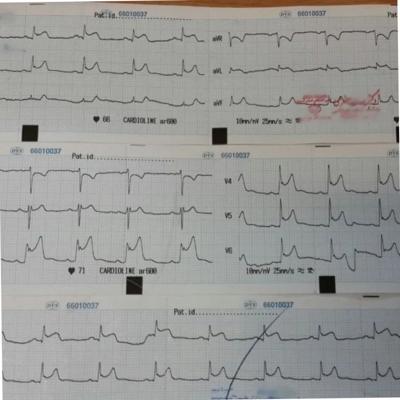 Pat.id. 66010037
66010037
aVR
aVL
aVF
66 CARDIOLINE ar600
10mm/mV 25mm/s
66010037
Pat.id.
66010037
V4
V5
V6
71 CARDIOLINE ar600
10mm/mV 25mm/s
66010037
66010037
Pat.id.